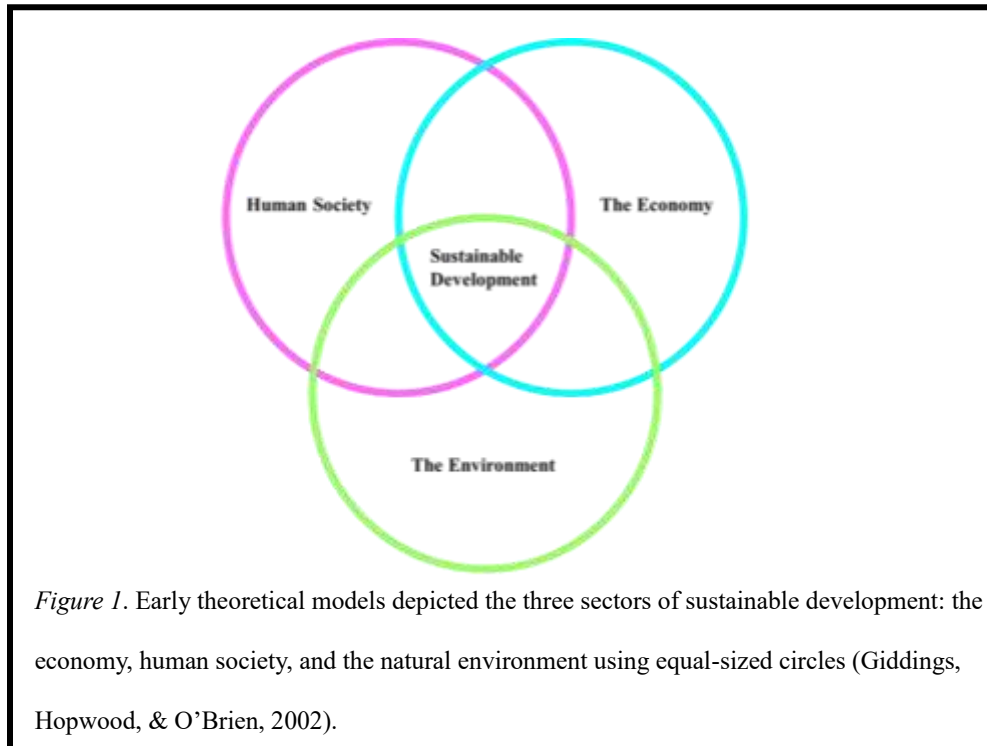 Human Society
The Economy
Sustainable
Development
The Environment
Figure 1. Early theoretical models depicted the three sectors of sustainable development: the
economy, human society, and the natural environment using equal-sized circles (Giddings,
Hopwood, & O’Brien, 2002).